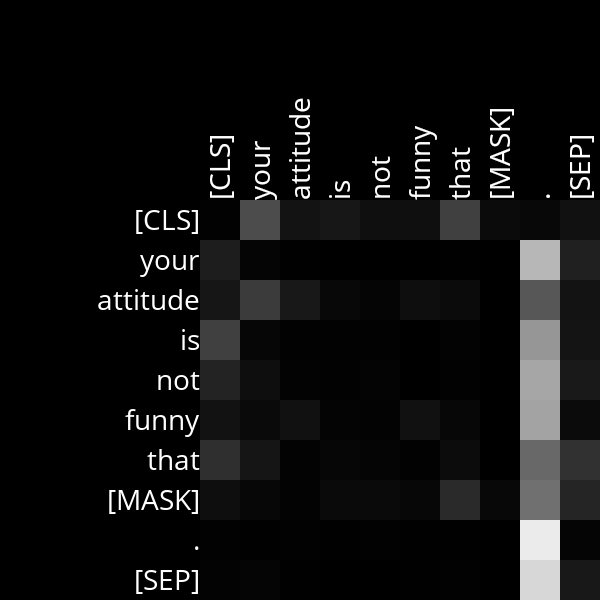 [CLS] your attitude is not funny that [MASK] . [SEP]
[CLS]
your
attitude
is
not
funny
that
[MASK]
.
[SEP]